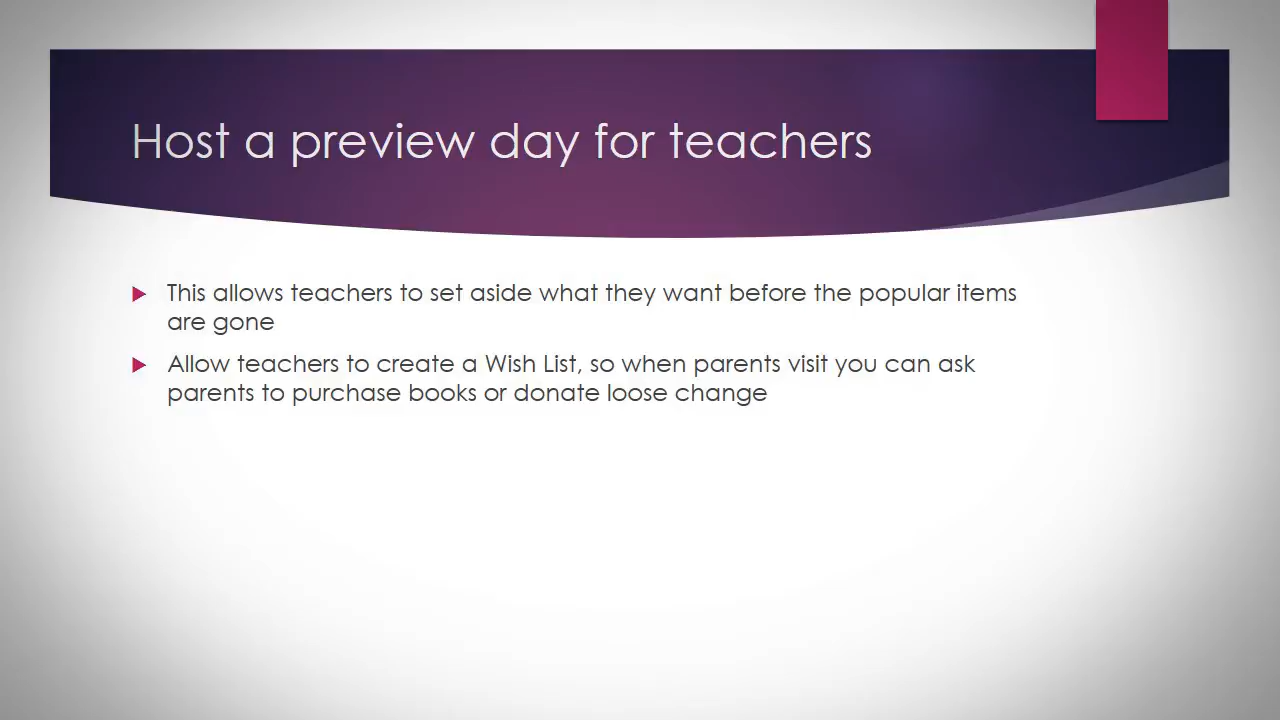 Host a preview day for teachers
This allows teachers to set aside what they want before the popular items
are gone
Allow teachers to create a Wish List, so when parents visit you can ask
parents to purchase books or donate loose change